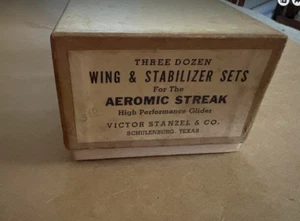 THREE DOZEN
WING & STABILIZER SETS
For the
AEROMIC STREAK
High Performance Glider
VICTOR STANZEL & CO.
SCHULENBURG, TEXAS